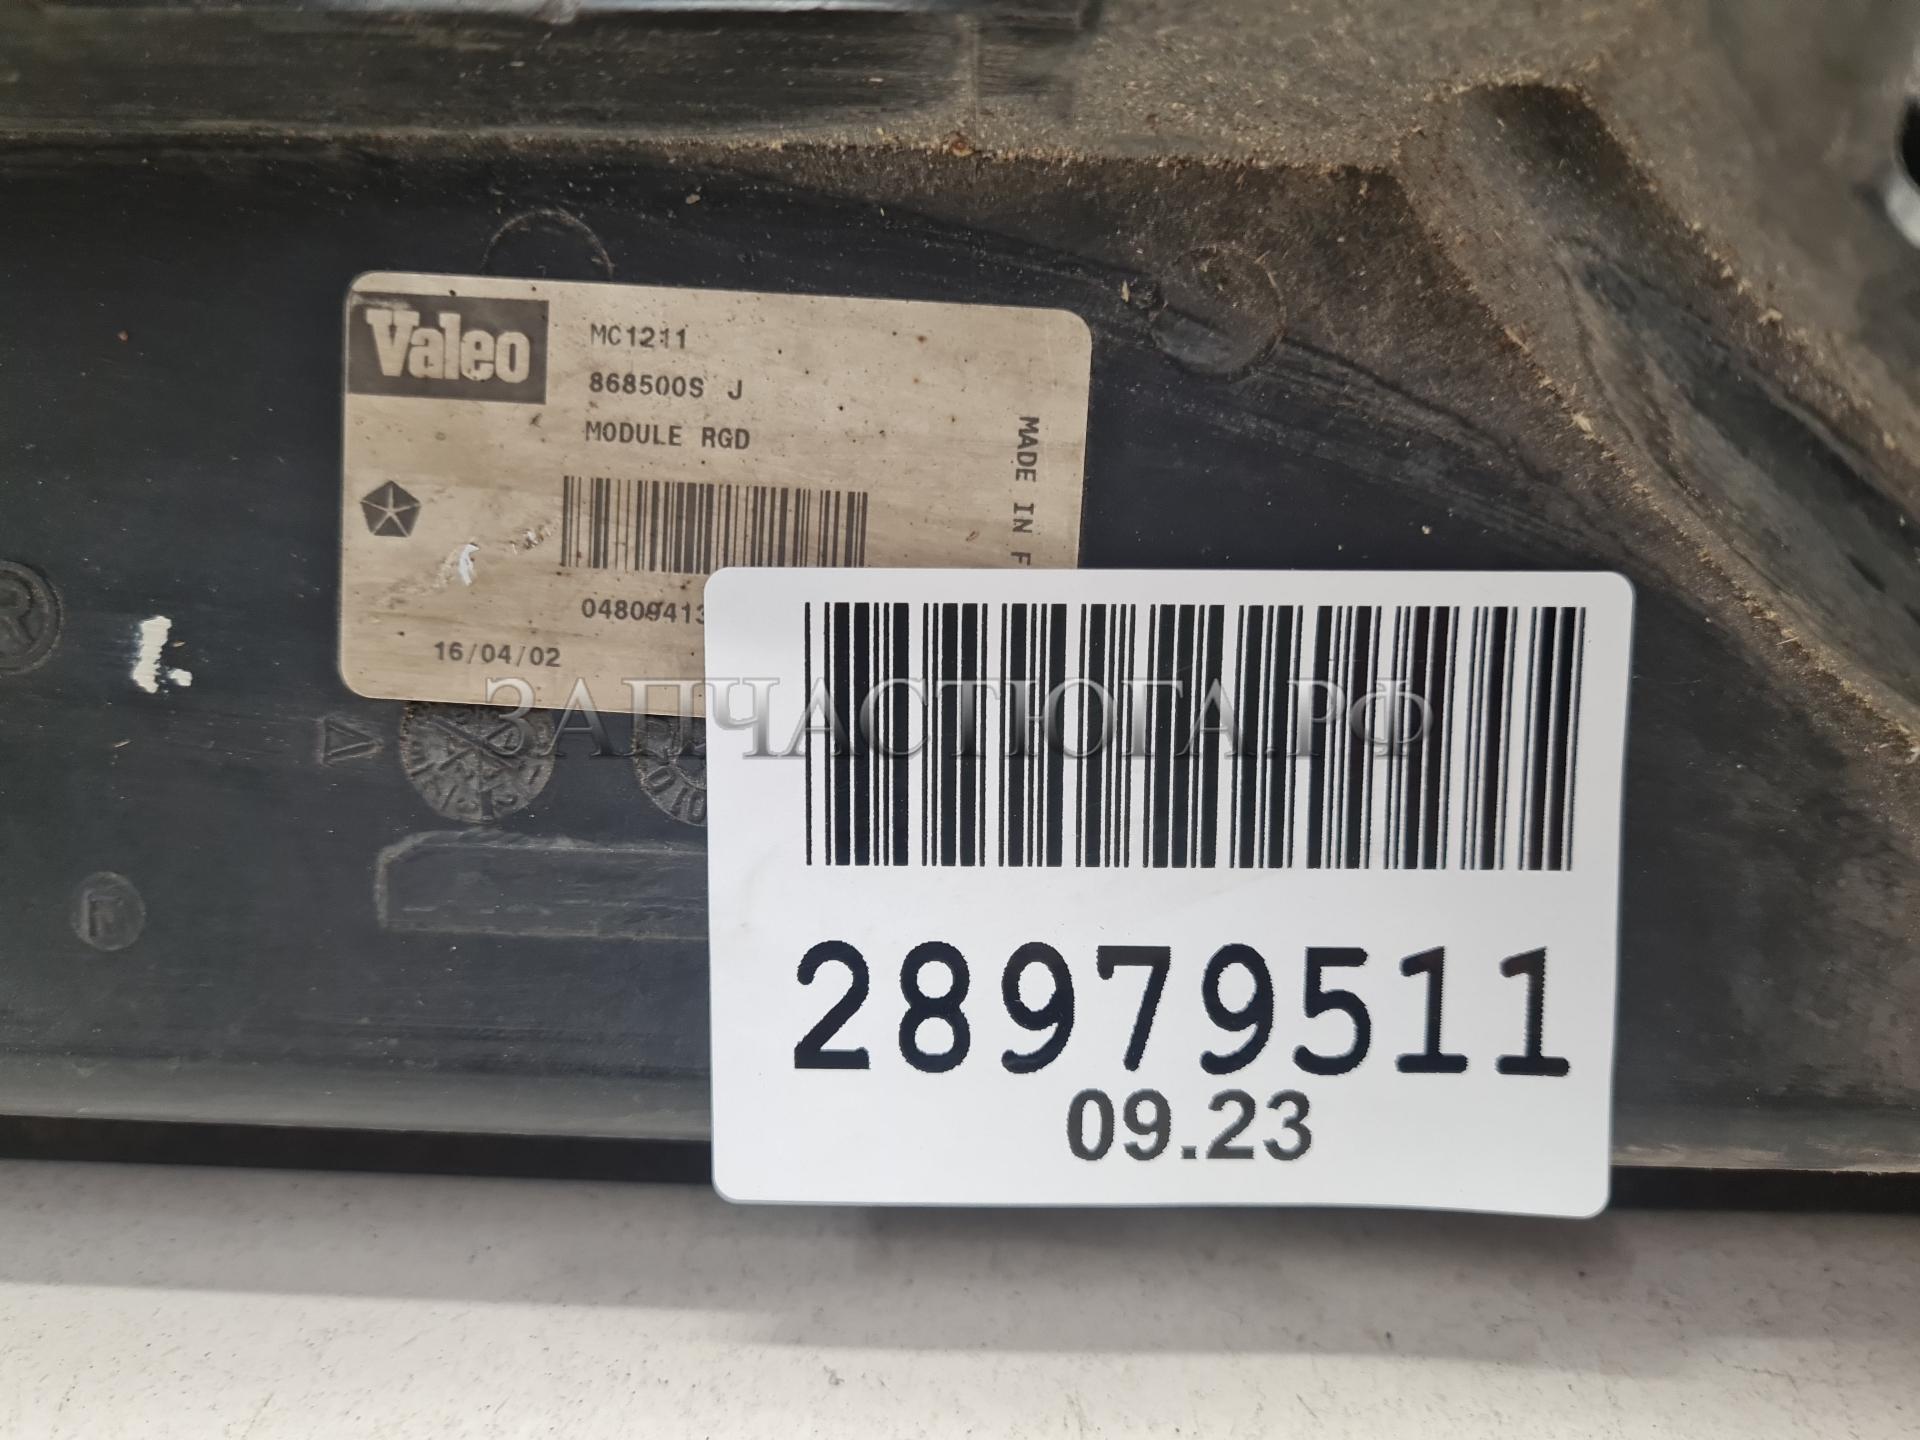 Valeo
MC1211
868500S J
MODULE RGD
MADE IN F
04809413
16/04/02
ЗАПЧАСТЮГА.РФ
28979511
09.23